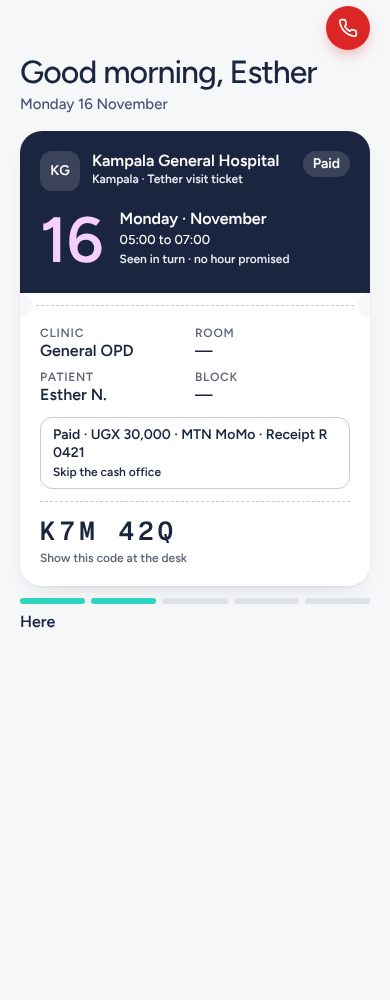 Good morning, Esther
Monday 16 November
KG
Kampala General Hospital
Kampala · Tether visit ticket
Paid
16
Monday · November
05:00 to 07:00
Seen in turn · no hour promised
CLINIC
General OPD
ROOM
—
PATIENT
Esther N.
BLOCK
—
Paid · UGX 30,000 · MTN MoMo · Receipt R
0421
Skip the cash office
K7M 42Q
Show this code at the desk
Here